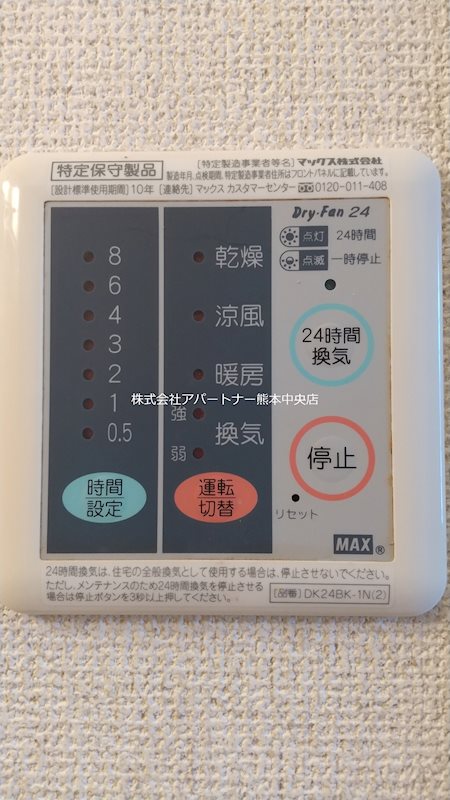 特定保守製品
[特定製造事業者等名] マックス株式会社
製造年月、点検期間、特定製造事業者住所はフロントパネルに記載しています。
[設計標準使用期間] 10年 [連絡先] マックス カスタマーセンター 0120-011-408
Dry-Fan 24
点灯 24時間
点滅 一時停止
8
6
4
3
2
1
0.5
時間
設定
乾燥
涼風
暖房
強
換気
弱
運転
切替
24時間
換気
停止
リセット
MAX®
株式会社アパートナー熊本中央店
24時間換気は、住宅の全般換気として使用する場合は、停止させないでください。
ただし、メンテナンスのため24時間換気を停止させる
場合は停止ボタンを3秒以上押してください。
[品番] DK24BK-1N(2)